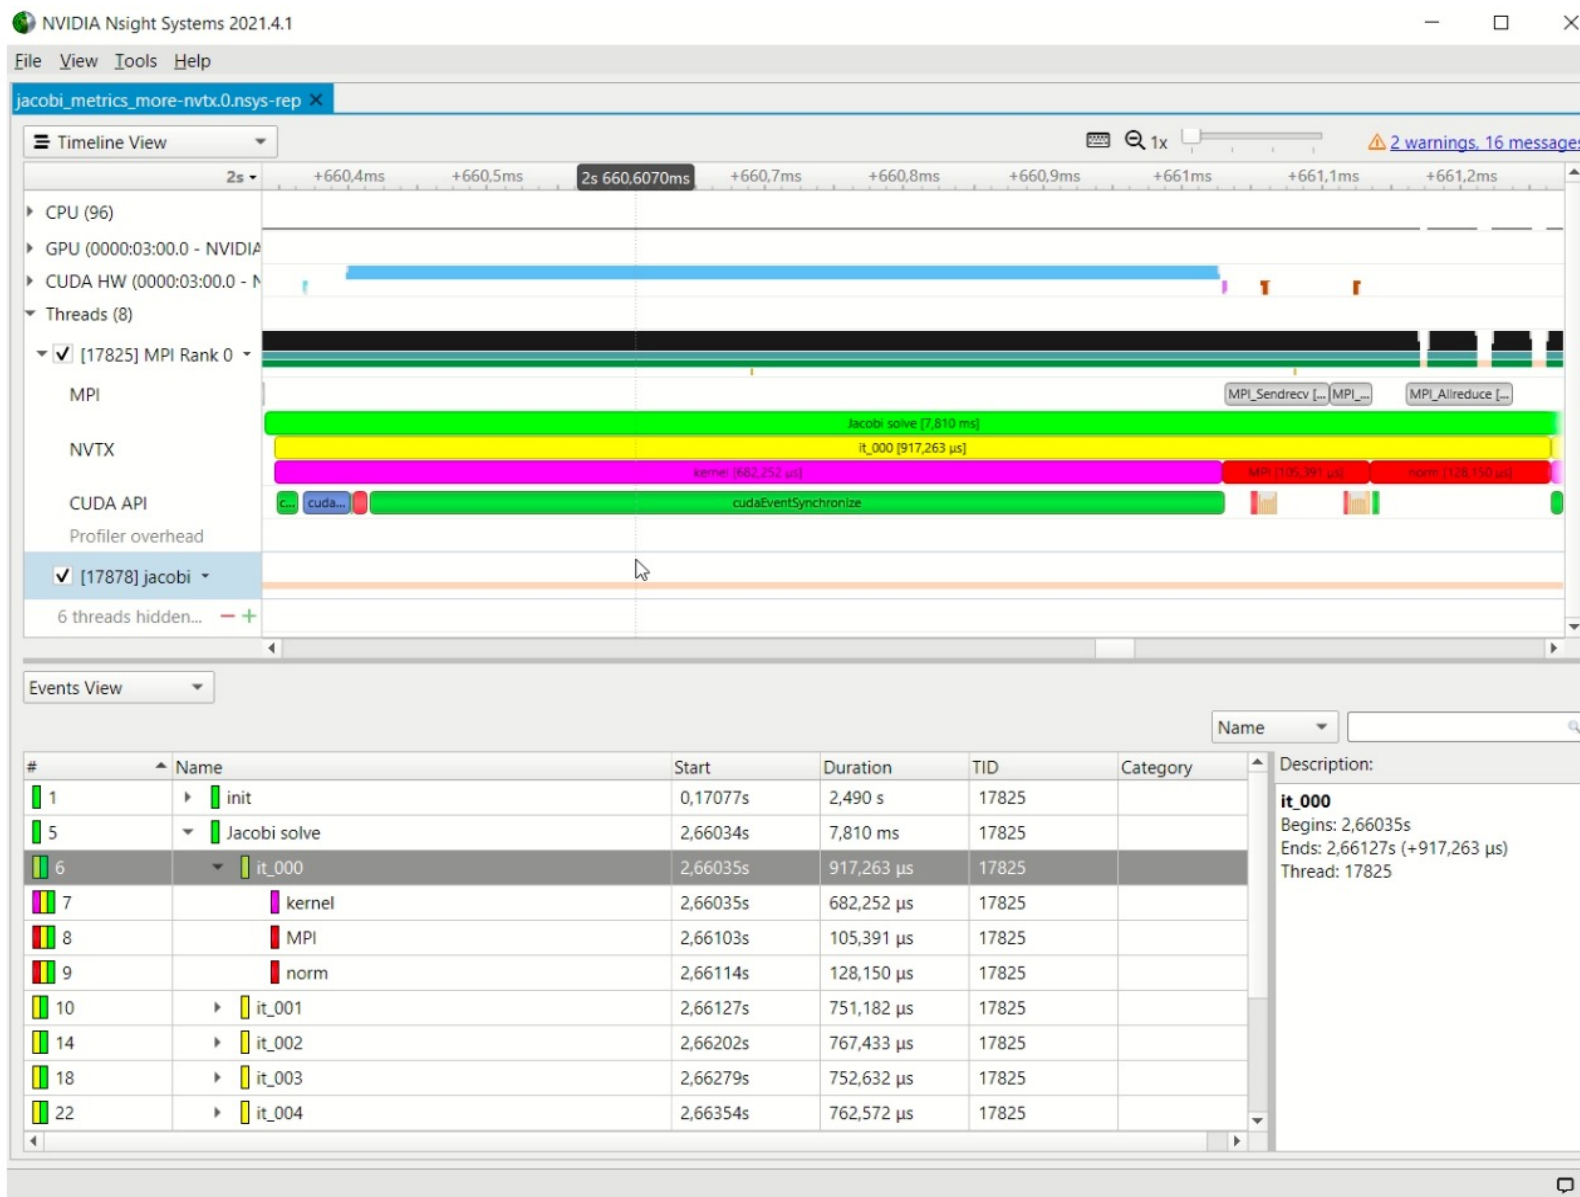 NVIDIA Nsight Systems 2021.4.1
File View Tools Help
jacobi_metrics_more-nvtx.0.nsys-rep
Timeline View
1x
2 warnings, 16 messages
2s
+660,4ms +660,5ms 2s 660,6070ms +660,7ms +660,8ms +660,9ms +661ms +661,1ms +661,2ms
CPU (96)
GPU (0000:03:00.0 - NVIDIA
CUDA HW (0000:03:00.0 - N
Threads (8)
[17825] MPI Rank 0
MPI
MPI_Sendrecv [... MPI_... MPI_Allreduce [...
Jacobi solve [7,810 ms]
NVTX
it_000 [917,263 µs]
kernel [682,252 µs] MPI [105,391 µs] norm [128,150 µs]
CUDA API
c... cuda... cudaEventSynchronize
Profiler overhead
[17878] jacobi
6 threads hidden...
Events View
Name
# Name Start Duration TID Category
1 init 0,17077s 2,490 s 17825
5 Jacobi solve 2,66034s 7,810 ms 17825
6 it_000 2,66035s 917,263 µs 17825
7 kernel 2,66035s 682,252 µs 17825
8 MPI 2,66103s 105,391 µs 17825
9 norm 2,66114s 128,150 µs 17825
10 it_001 2,66127s 751,182 µs 17825
14 it_002 2,66202s 767,433 µs 17825
18 it_003 2,66279s 752,632 µs 17825
22 it_004 2,66354s 762,572 µs 17825
Description:
it_000
Begins: 2,66035s
Ends: 2,66127s (+917,263 µs)
Thread: 17825